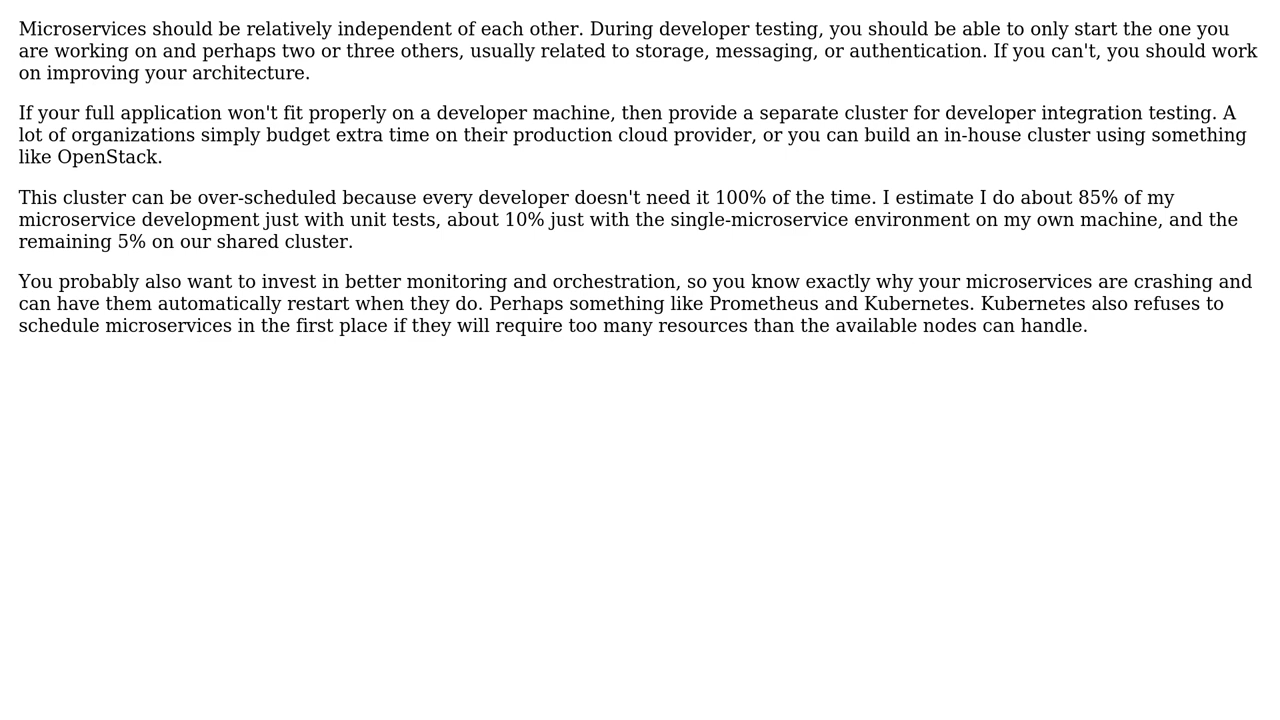 Microservices should be relatively independent of each other. During developer testing, you should be able to only start the one you
are working on and perhaps two or three others, usually related to storage, messaging, or authentication. If you can't, you should work
on improving your architecture.
If your full application won't fit properly on a developer machine, then provide a separate cluster for developer integration testing. A
lot of organizations simply budget extra time on their production cloud provider, or you can build an in-house cluster using something
like OpenStack.
This cluster can be over-scheduled because every developer doesn't need it 100% of the time. I estimate I do about 85% of my
microservice development just with unit tests, about 10% just with the single-microservice environment on my own machine, and the
remaining 5% on our shared cluster.
You probably also want to invest in better monitoring and orchestration, so you know exactly why your microservices are crashing and
can have them automatically restart when they do. Perhaps something like Prometheus and Kubernetes. Kubernetes also refuses to
schedule microservices in the first place if they will require too many resources than the available nodes can handle.